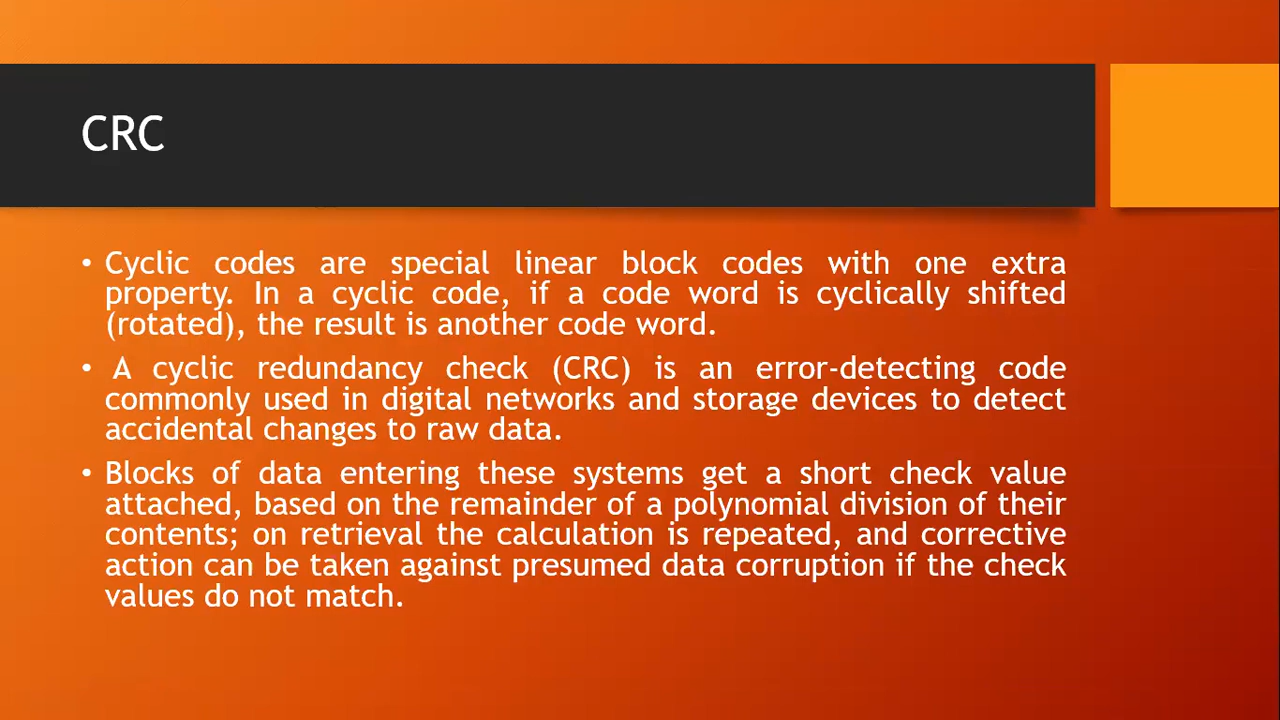 CRC
• Cyclic codes are special linear block codes with one extra
property. In a cyclic code, if a code word is cyclically shifted
(rotated), the result is another code word.
• A cyclic redundancy check (CRC) is an error-detecting code
commonly used in digital networks and storage devices to detect
accidental changes to raw data.
• Blocks of data entering these systems get a short check value
attached, based on the remainder of a polynomial division of their
contents; on retrieval the calculation is repeated, and corrective
action can be taken against presumed data corruption if the check
values do not match.